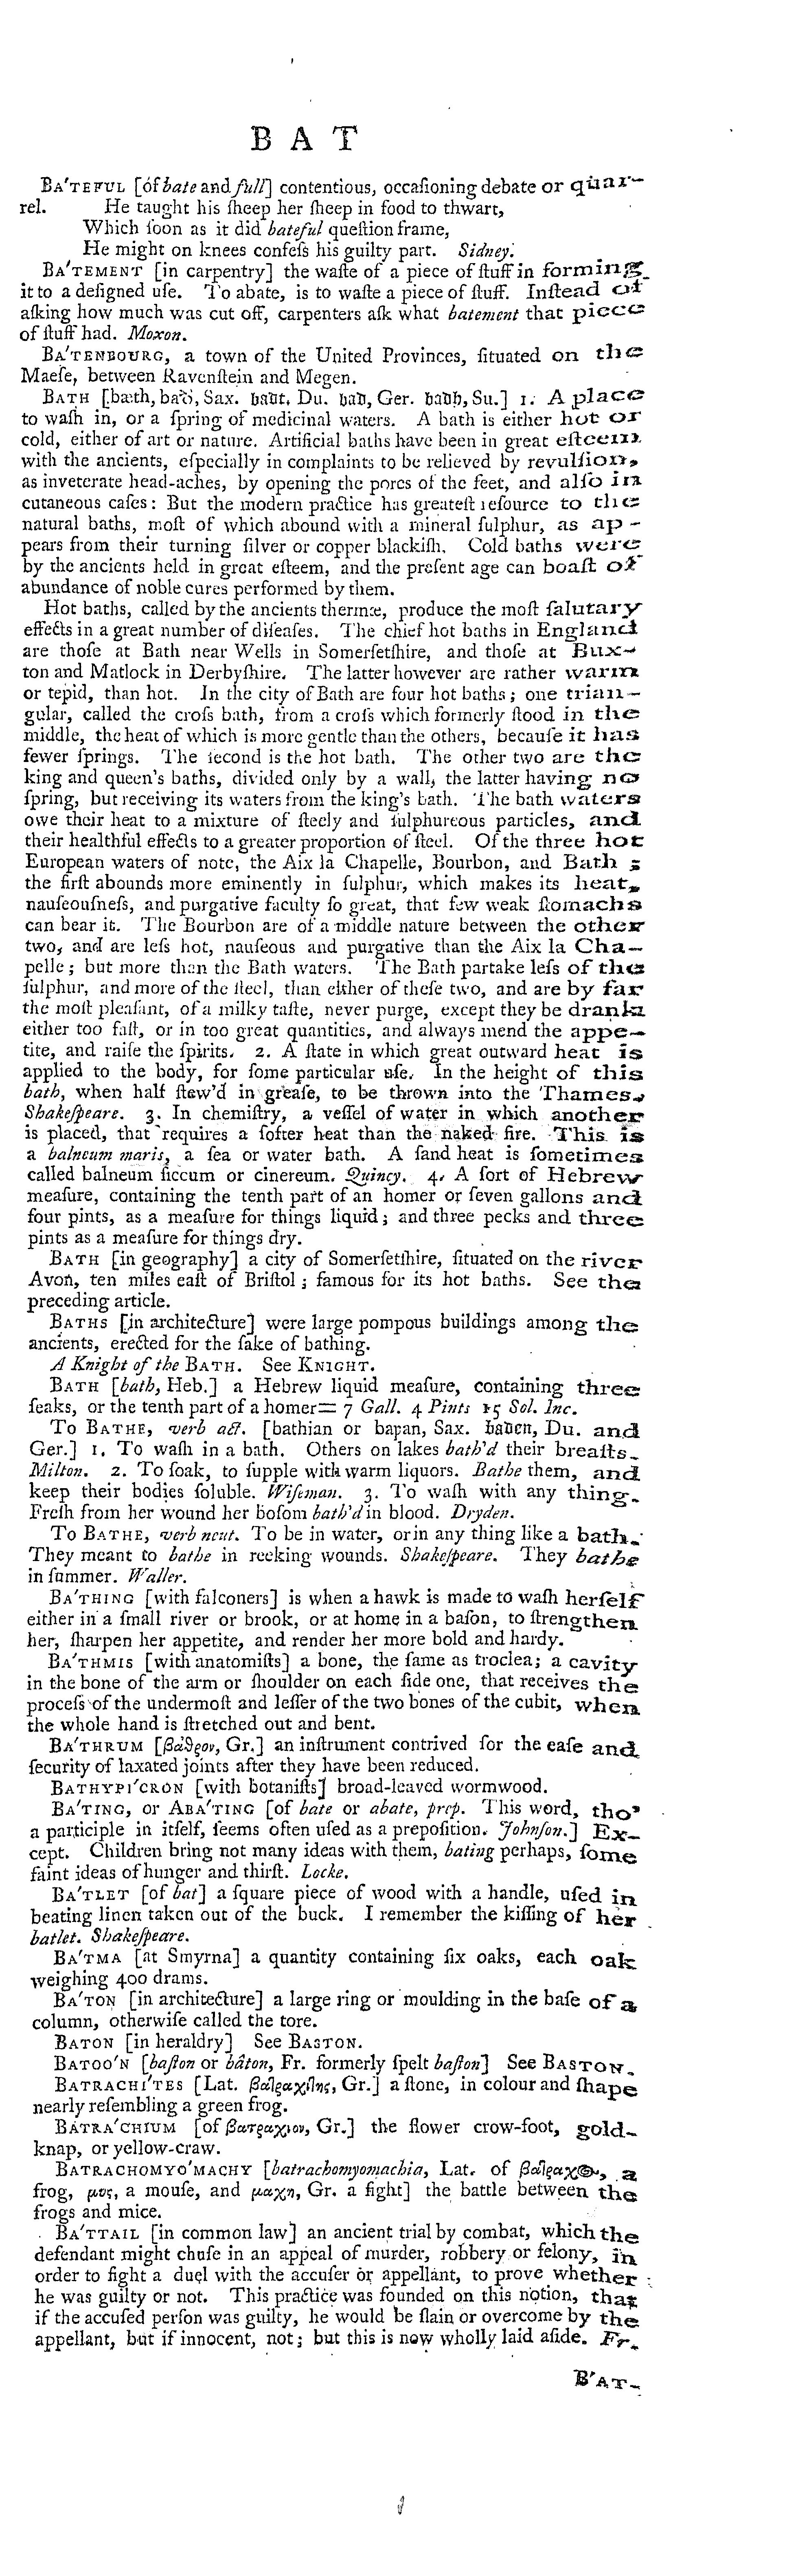 B A T
BA'TEFUL [of bate and full] contentious, occaſioning debate or quar-
rel. He taught his ſheep her ſheep in food to thwart,
Which ſoon as it did bateful queſtion frame,
He might on knees confeſs his guilty part. Sidney.
BA'TEMENT [in carpentry] the waſte of a piece of ſtuff in forming
it to a deſigned uſe. To abate, is to waſte a piece of ſtuff. Inſtead of
aſking how much was cut off, carpenters aſk what batement that piece
of ſtuff had. Moxon.
BA'TENBOURG, a town of the United Provinces, ſituated on the
Maeſe, between Ravenſtein and Megen.
BATH [bæth, bað, Sax. badt, Du. bad, Ger. badh, Su.] 1. A place
to waſh in, or a ſpring of medicinal waters. A bath is either hot or
cold, either of art or nature. Artificial baths have been in great eſteem
with the ancients, eſpecially in complaints to be relieved by revulſion,
as inveterate head-aches, by opening the pores of the feet, and alſo in
cutaneous caſes: But the modern practice has greateſt reſource to the
natural baths, moſt of which abound with a mineral ſulphur, as ap-
pears from their turning ſilver or copper blackiſh. Cold baths were
by the ancients held in great eſteem, and the preſent age can boaſt of
abundance of noble cures performed by them.
Hot baths, called by the ancients thermæ, produce the moſt ſalutary
effects in a great number of diſeaſes. The chief hot baths in England
are thoſe at Bath near Wells in Somerſetſhire, and thoſe at Bux-
ton and Matlock in Derbyſhire. The latter however are rather warm
or tepid, than hot. In the city of Bath are four hot baths; one trian-
gular, called the croſs bath, from a croſs which formerly ſtood in the
middle, the heat of which is more gentle than the others, becauſe it has
fewer ſprings. The ſecond is the hot bath. The other two are the
king and queen's baths, divided only by a wall, the latter having no
ſpring, but receiving its waters from the king's bath. The bath waters
owe their heat to a mixture of ſteely and ſulphureous particles, and
their healthful effects to a greater proportion of ſteel. Of the three hot
European waters of note, the Aix la Chapelle, Bourbon, and Bath;
the firſt abounds more eminently in ſulphur, which makes its heat,
nauſeouſneſs, and purgative faculty ſo great, that few weak ſtomachs
can bear it. The Bourbon are of a middle nature between the other
two, and are leſs hot, nauſeous and purgative than the Aix la Cha-
pelle; but more than the Bath waters. The Bath partake leſs of the
ſulphur, and more of the ſteel, than either of theſe two, and are by far
the moſt pleaſant, of a milky taſte, never purge, except they be drank
either too faſt, or in too great quantities, and always mend the appe-
tite, and raiſe the ſpirits. 2. A ſtate in which great outward heat is
applied to the body, for ſome particular uſe. In the height of this
bath, when half ſtew'd in greaſe, to be thrown into the Thames.
Shakeſpeare. 3. In chemiſtry, a veſſel of water in which another
is placed, that requires a ſofter heat than the naked fire. This is
a balneum maris, a ſea or water bath. A ſand heat is ſometimes
called balneum ſiccum or cinereum. Quincy. 4. A ſort of Hebrew
meaſure, containing the tenth part of an homer or ſeven gallons and
four pints, as a meaſure for things liquid; and three pecks and three
pints as a meaſure for things dry.
BATH [in geography] a city of Somerſetſhire, ſituated on the river
Avon, ten miles eaſt of Briſtol; famous for its hot baths. See the
preceding article.
BATHS [in architecture] were large pompous buildings among the
ancients, erected for the ſake of bathing.
A Knight of the BATH. See KNIGHT.
BATH [bath, Heb.] a Hebrew liquid meaſure, containing three
ſeaks, or the tenth part of a homer = 7 Gall. 4 Pints 15 Sol. Inc.
To BATHE, verb act. [bathian or baþan, Sax. baden, Du. and
Ger.] 1. To waſh in a bath. Others on lakes bath'd their breaſts.
Milton. 2. To ſoak, to ſupple with warm liquors. Bathe them, and
keep their bodies ſoluble. Wiſeman. 3. To waſh with any thing.
Freſh from her wound her boſom bath'd in blood. Dryden.
To BATHE, verb neut. To be in water, or in any thing like a bath.
They meant to bathe in reeking wounds. Shakeſpeare. They bathe
in ſummer. Waller.
BA'THING [with falconers] is when a hawk is made to waſh herſelf
either in a ſmall river or brook, or at home in a baſon, to ſtrengthen
her, ſharpen her appetite, and render her more bold and hardy.
BA'THMIS [with anatomiſts] a bone, the ſame as troclea; a cavity
in the bone of the arm or ſhoulder on each ſide one, that receives the
proceſs of the undermoſt and leſſer of the two bones of the cubit, when
the whole hand is ſtretched out and bent.
BA'THRUM [βάθρον, Gr.] an inſtrument contrived for the eaſe and
ſecurity of laxated joints after they have been reduced.
BATHYPI'CRON [with botaniſts] broad-leaved wormwood.
BA'TING, or ABA'TING [of bate or abate, prep. This word, tho'
a participle in itſelf, ſeems often uſed as a prepoſition. Johnſon.] Ex-
cept. Children bring not many ideas with them, bating perhaps, ſome
faint ideas of hunger and thirſt. Locke.
BA'TLET [of bat] a ſquare piece of wood with a handle, uſed in
beating linen taken out of the buck. I remember the kiſſing of her
batlet. Shakeſpeare.
BA'TMA [at Smyrna] a quantity containing ſix oaks, each oak
weighing 400 drams.
BA'TON [in architecture] a large ring or moulding in the baſe of a
column, otherwiſe called the tore.
BATON [in heraldry] See BASTON.
BATOO'N [baſton or bâton, Fr. formerly ſpelt baſton] See BASTON.
BATRACHI'TES [Lat. βατραχίτης, Gr.] a ſtone, in colour and ſhape
nearly reſembling a green frog.
BATRA'CHIUM [of βατραχιον, Gr.] the flower crow-foot, gold-
knap, or yellow-craw.
BATRACHOMYO'MACHY [batrachomyomachia, Lat. of βατραχος, a
frog, μυς, a mouſe, and μαχη, Gr. a fight] the battle between the
frogs and mice.
BA'TTAIL [in common law] an ancient trial by combat, which the
defendant might chuſe in an appeal of murder, robbery or felony, in
order to fight a duel with the accuſer or appellant, to prove whether
he was guilty or not. This practice was founded on this notion, that
if the accuſed perſon was guilty, he would be ſlain or overcome by the
appellant, but if innocent, not; but this is now wholly laid aſide. Fr.
B'AT-